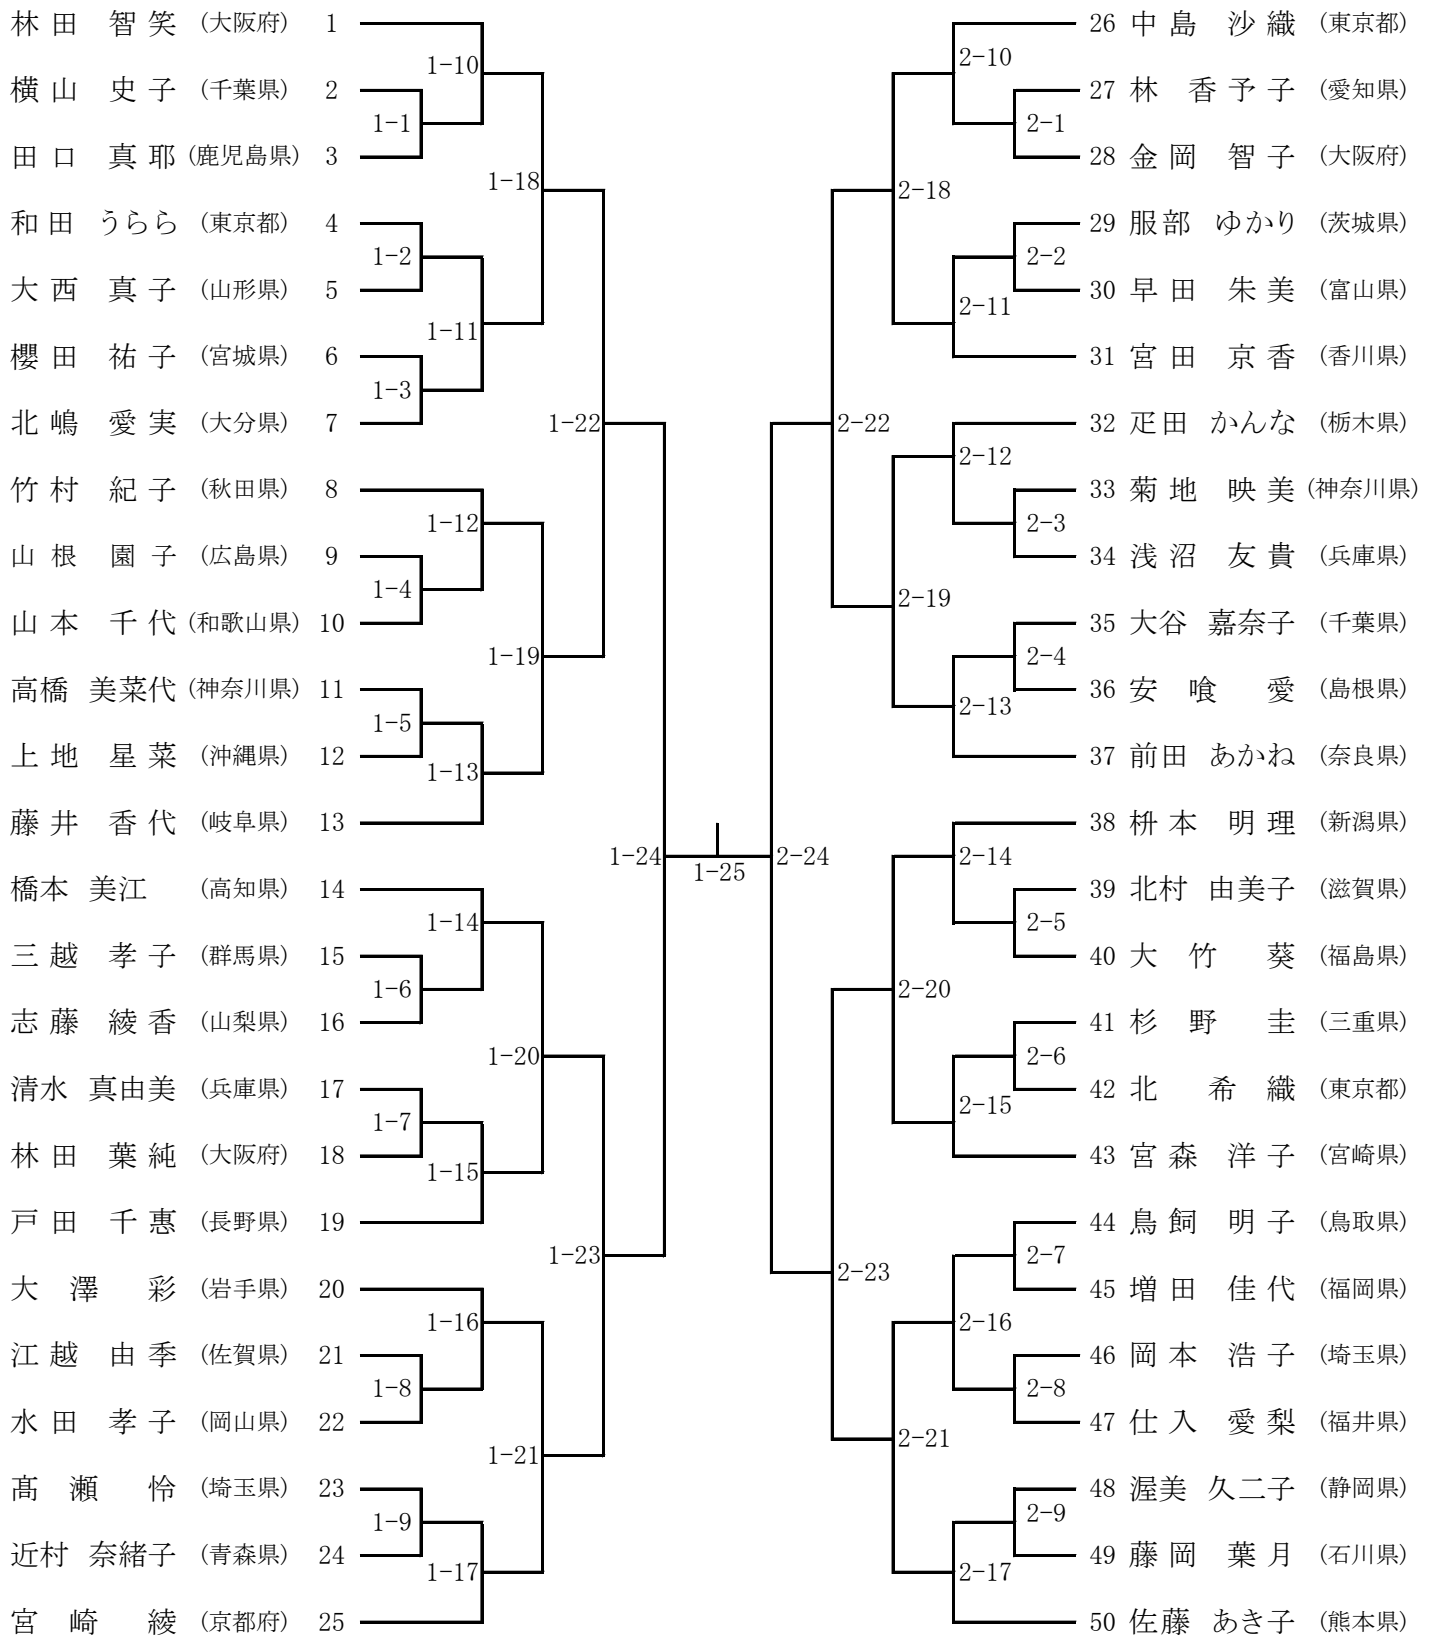 林田 智笑 (大阪府) 1
1-10
横山 史子 (千葉県) 2
1-1
田口 真耶 (鹿児島県) 3
1-18
和田 うらら (東京都) 4
1-2
大西 真子 (山形県) 5
1-11
櫻田 祐子 (宮城県) 6
1-3
北嶋 愛実 (大分県) 7
1-22
竹村 紀子 (秋田県) 8
1-12
山根 園子 (広島県) 9
1-4
山本 千代 (和歌山県) 10
1-19
高橋 美菜代 (神奈川県) 11
1-5
上地 星菜 (沖縄県) 12
1-13
藤井 香代 (岐阜県) 13
1-24
橋本 美江 (高知県) 14
1-14
三越 孝子 (群馬県) 15
1-6
志藤 綾香 (山梨県) 16
1-20
清水 真由美 (兵庫県) 17
1-7
林田 葉純 (大阪府) 18
1-15
戸田 千惠 (長野県) 19
1-23
大澤 彩 (岩手県) 20
1-16
江越 由季 (佐賀県) 21
1-8
水田 孝子 (岡山県) 22
1-21
髙瀬 怜 (埼玉県) 23
1-9
近村 奈緒子 (青森県) 24
1-17
宮崎 綾 (京都府) 25
1-25
26 中島 沙織 (東京都)
2-10
27 林 香予子 (愛知県)
2-1
28 金岡 智子 (大阪府)
2-18
29 服部 ゆかり (茨城県)
2-2
30 早田 朱美 (富山県)
2-11
31 宮田 京香 (香川県)
2-22
32 疋田 かんな (栃木県)
2-12
33 菊地 映美 (神奈川県)
2-3
34 浅沼 友貴 (兵庫県)
2-19
35 大谷 嘉奈子 (千葉県)
2-4
36 安喰 愛 (島根県)
2-13
37 前田 あかね (奈良県)
38 枡本 明理 (新潟県)
2-24
2-14
39 北村 由美子 (滋賀県)
2-5
40 大竹 葵 (福島県)
2-20
41 杉野 圭 (三重県)
2-6
42 北 希織 (東京都)
2-15
43 宮森 洋子 (宮崎県)
44 鳥飼 明子 (鳥取県)
2-7
2-23
45 増田 佳代 (福岡県)
2-16
46 岡本 浩子 (埼玉県)
2-8
47 仕入 愛梨 (福井県)
2-21
48 渥美 久二子 (静岡県)
2-9
49 藤岡 葉月 (石川県)
2-17
50 佐藤 あき子 (熊本県)